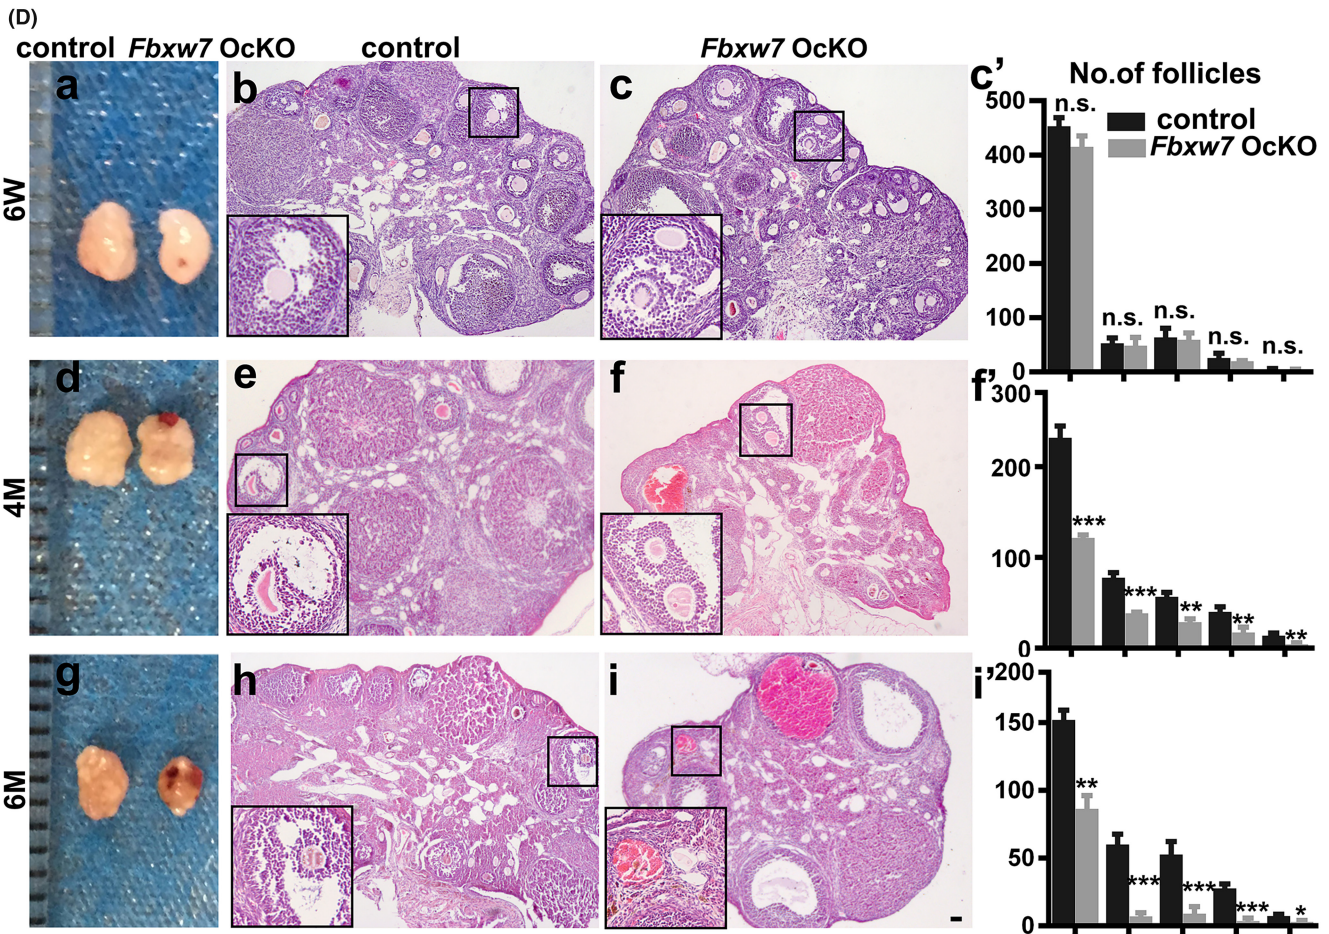 (D)
control Fbxw7 OcKO control Fbxw7 OcKO
a b c c’
No.of follicles
500
400
300
200
100
0
n.s.
n.s.
n.s.
n.s.
n.s.
control
Fbxw7 OcKO
6W
d e f f’
300
200
100
0
***
***
**
**
**
4M
g h i i’
200
150
100
50
0
**
***
***
***
*
6M